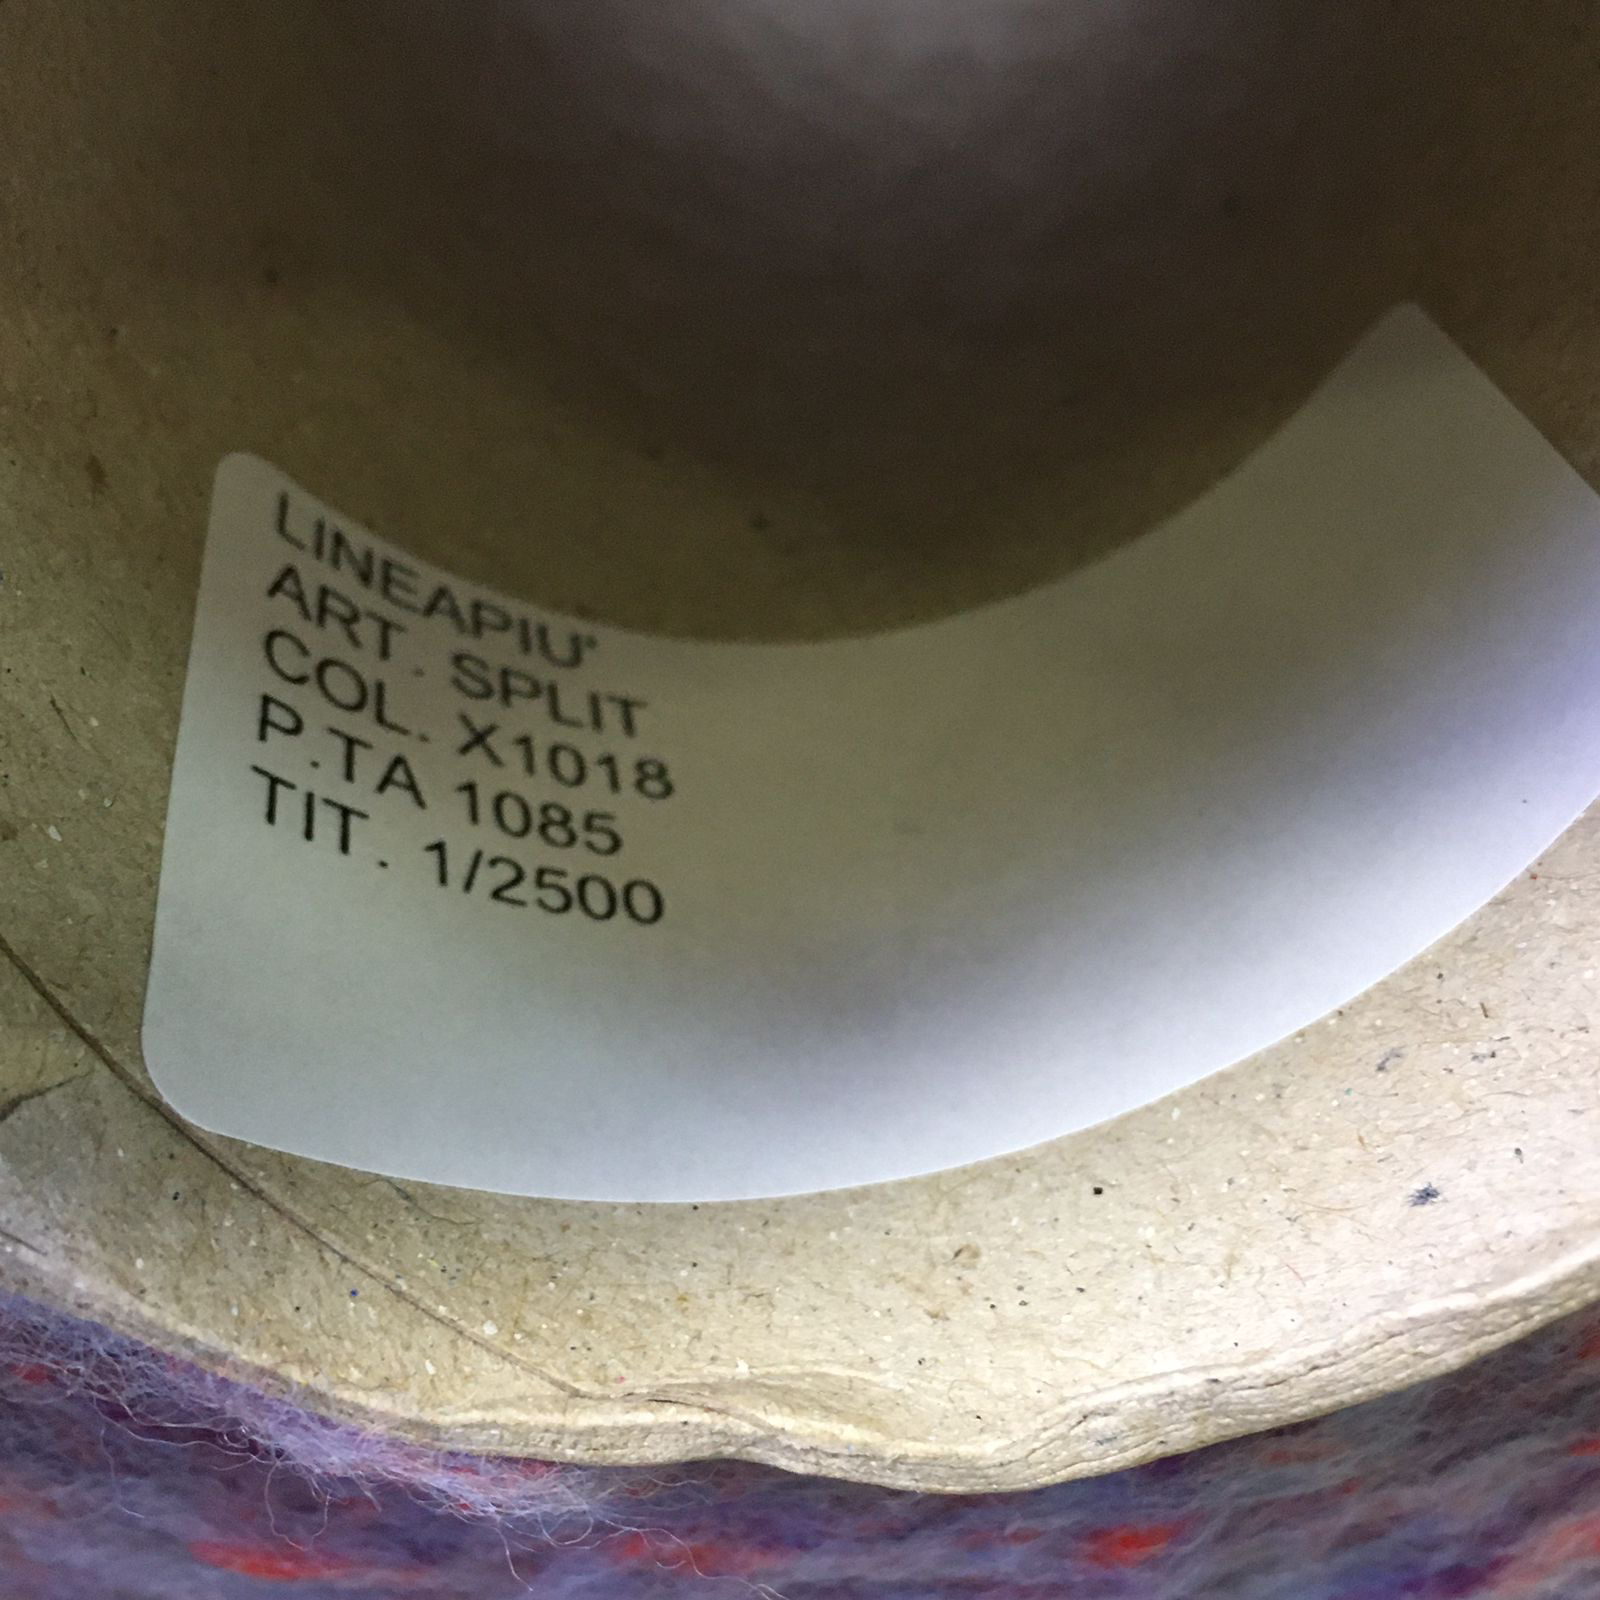 LINEAPIU'
ART. SPLIT
COL. X1018
P.TA 1085
TIT. 1/2500